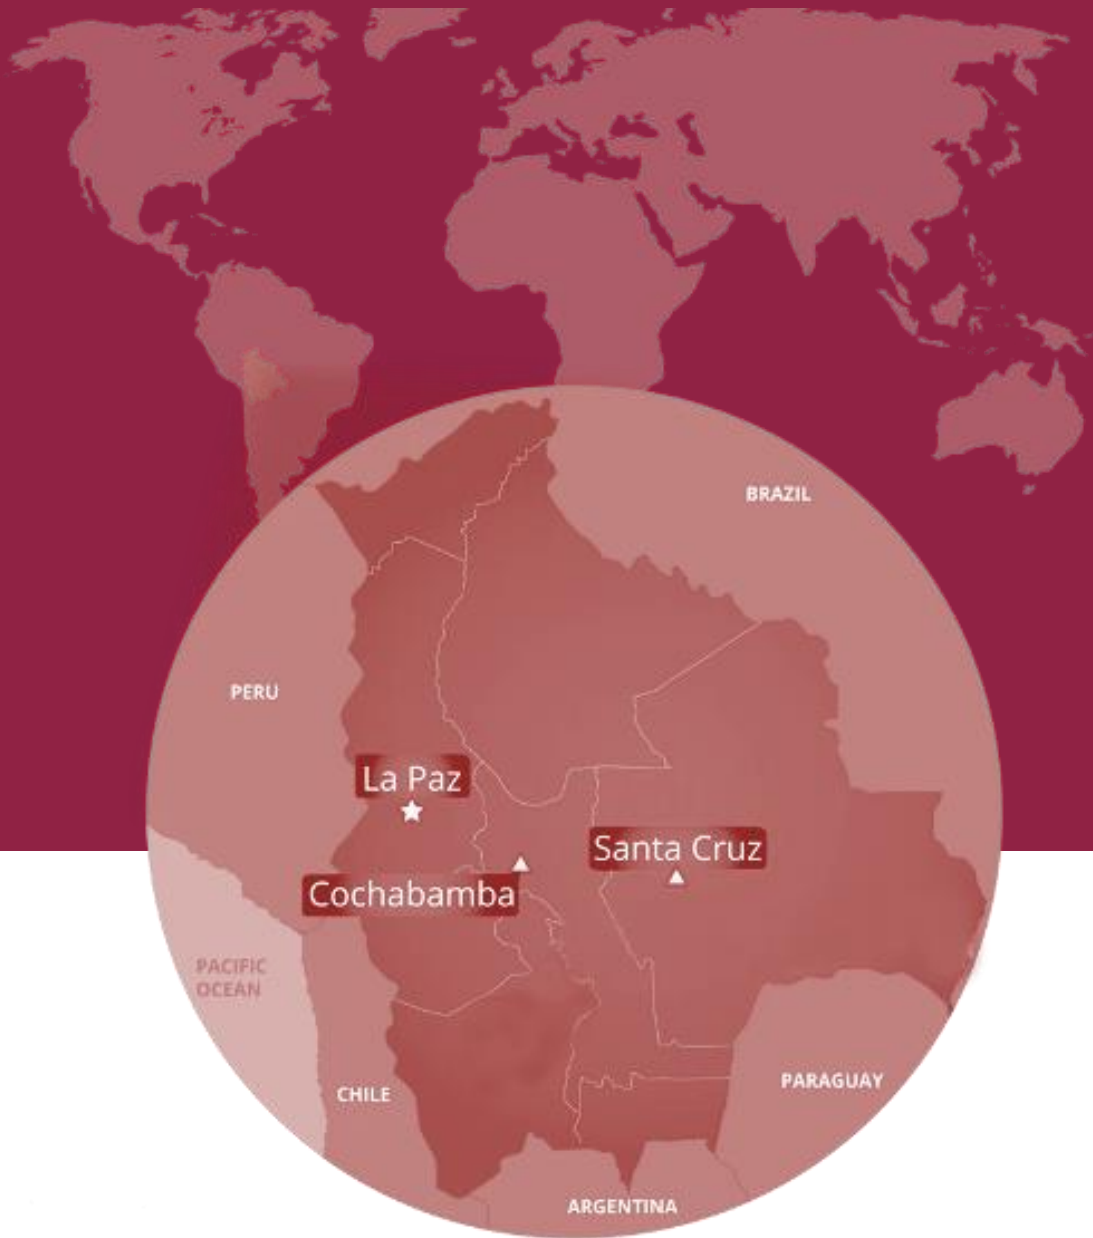 BRAZIL
PERU
La Paz
Santa Cruz
Cochabamba
PACIFIC
OCEAN
PARAGUAY
CHILE
ARGENTINA